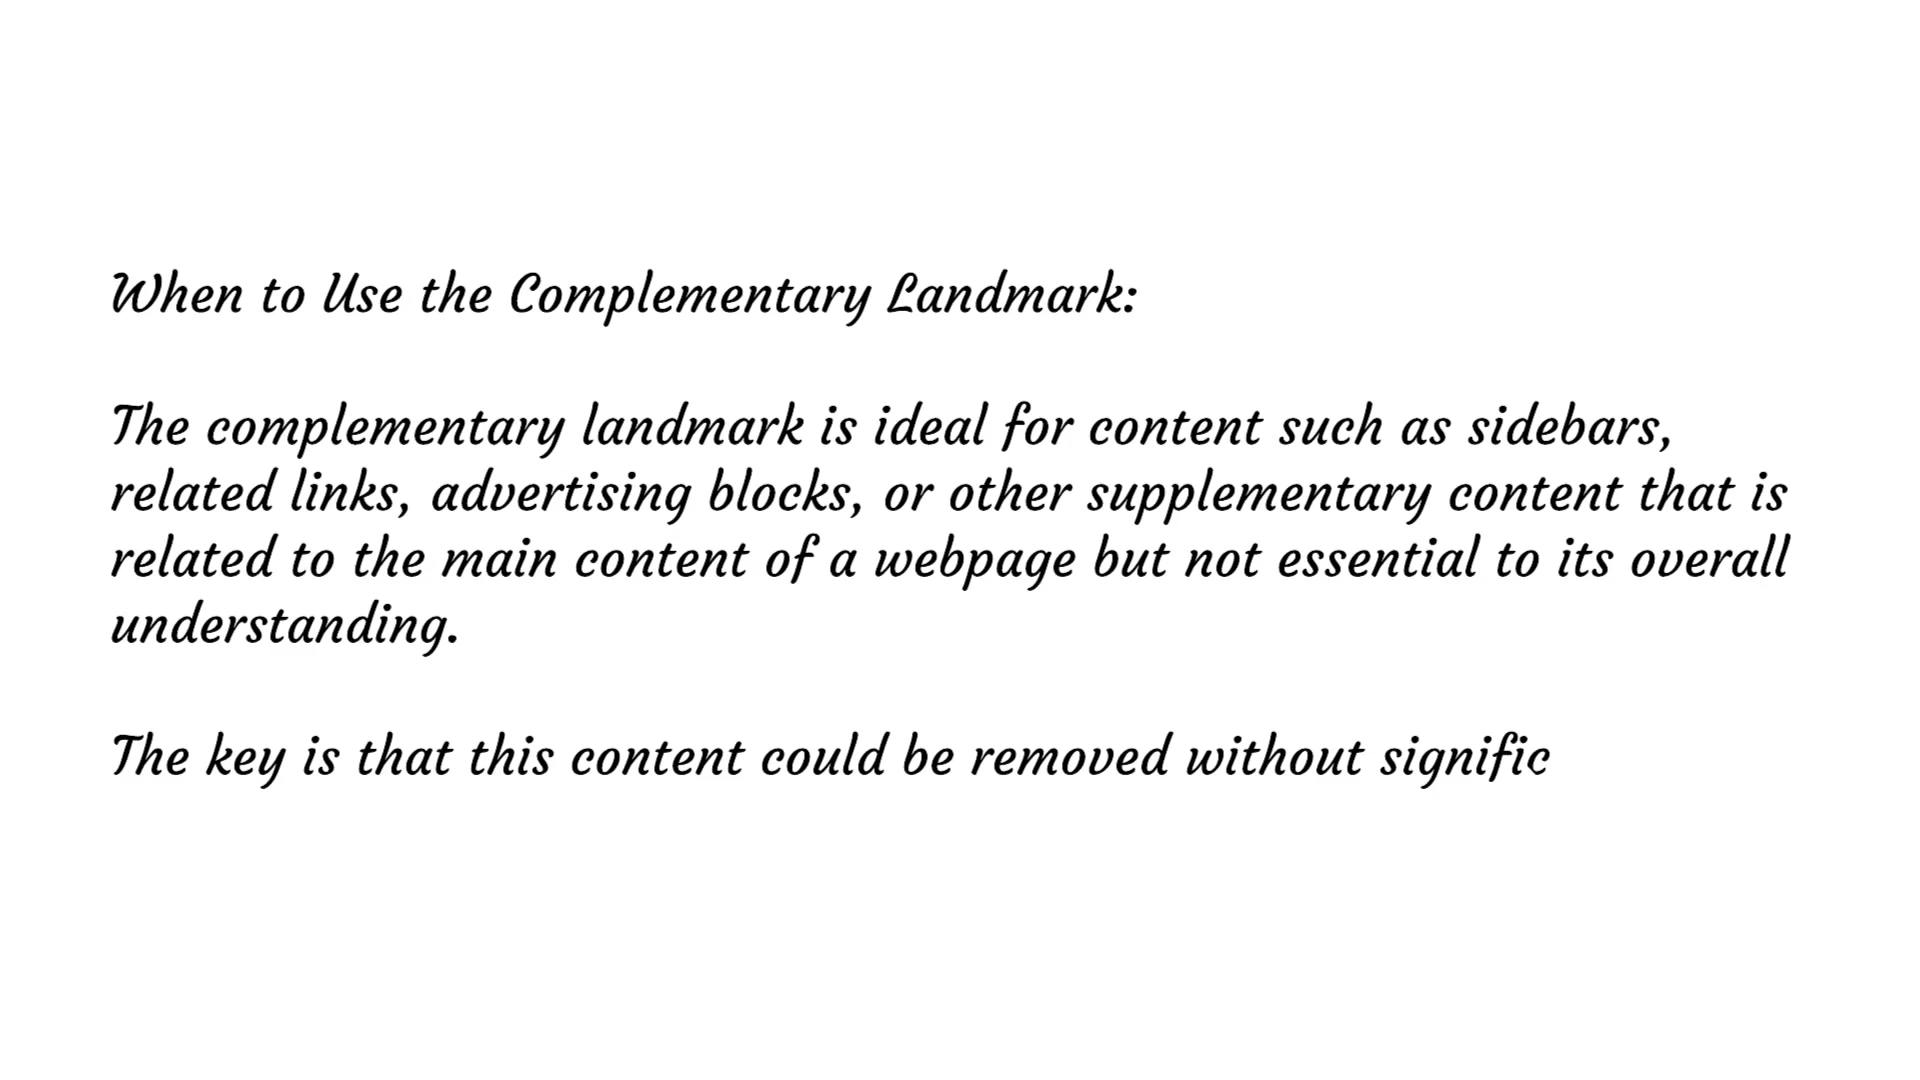 When to Use the Complementary Landmark:
The complementary landmark is ideal for content such as sidebars,
related links, advertising blocks, or other supplementary content that is
related to the main content of a webpage but not essential to its overall
understanding.
The key is that this content could be removed without signific